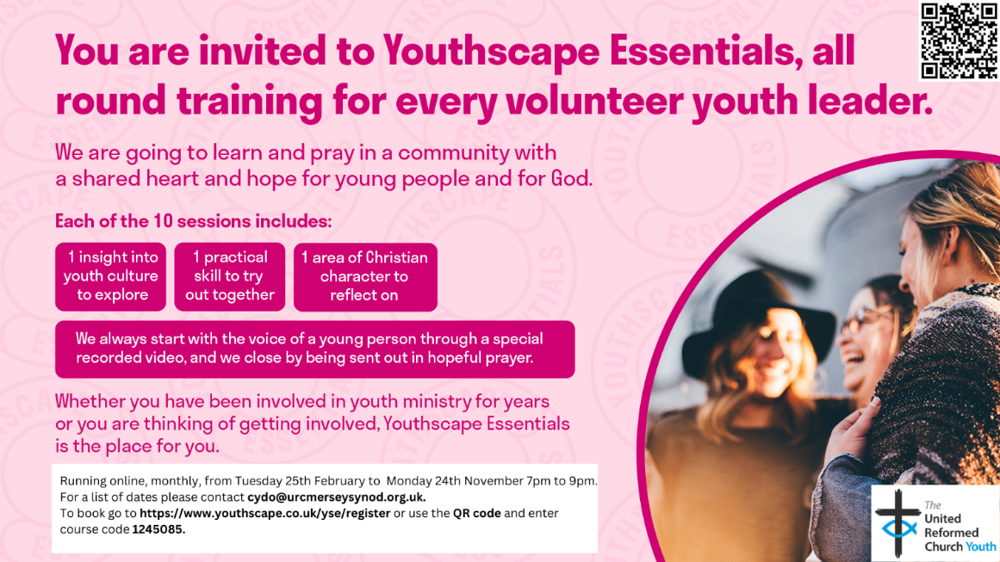 You are invited to Youthscape Essentials, all
round training for every volunteer youth leader.
We are going to learn and pray in a community with
a shared heart and hope for young people and for God.
Each of the 10 sessions includes:
1 insight into
youth culture
to explore
1 practical
skill to try
out together
1 area of Christian
character to
reflect on
We always start with the voice of a young person through a special
recorded video, and we close by being sent out in hopeful prayer.
Whether you have been involved in youth ministry for years
or you are thinking of getting involved, Youthscape Essentials
is the place for you.
Running online, monthly, from Tuesday 25th February to Monday 24th November 7pm to 9pm.
For a list of dates please contact cydo@urcmerseysynod.org.uk.
To book go to https://www.youthscape.co.uk/yse/register or use the QR code and enter
course code 1245085.
The
United
Reformed
Church Youth